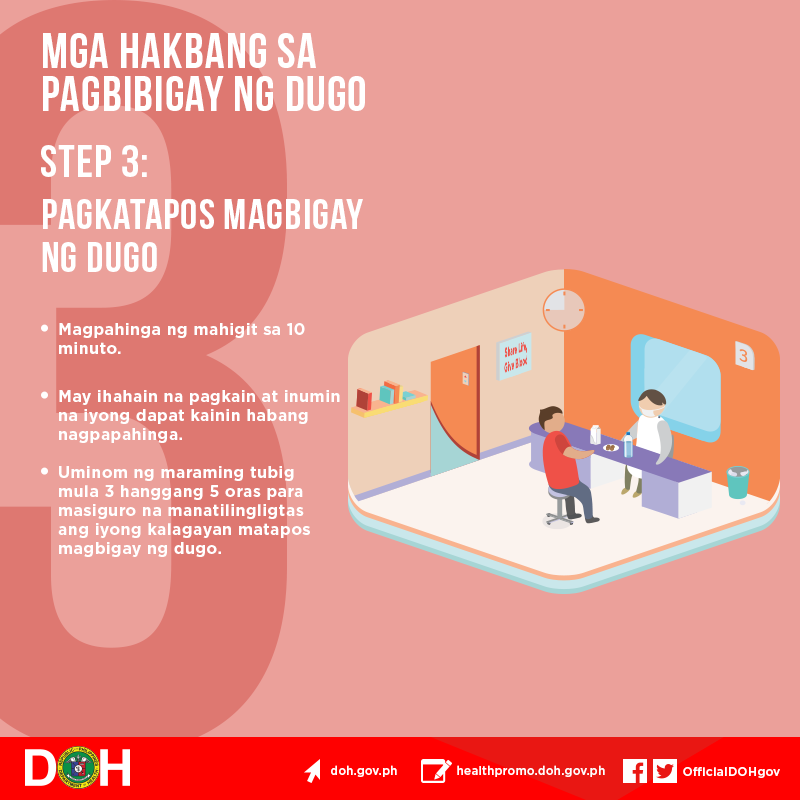 MGA HAKBANG SA
PAGBIBIGAY NG DUGO
STEP 3:
PAGKATAPOS MAGBIGAY
NG DUGO
• Magpahinga ng mahigit sa 10
minuto.
• May ihahain na pagkain at inumin
na iyong dapat kainin habang
nagpapahinga.
• Uminom ng maraming tubig
mula 3 hanggang 5 oras para
masiguro na manatilingligtas
ang iyong kalagayan matapos
magbigay ng dugo.
Share Life,
Give Blood
3
3
DOH
doh.gov.ph
healthpromo.doh.gov.ph
OfficialDOHgov